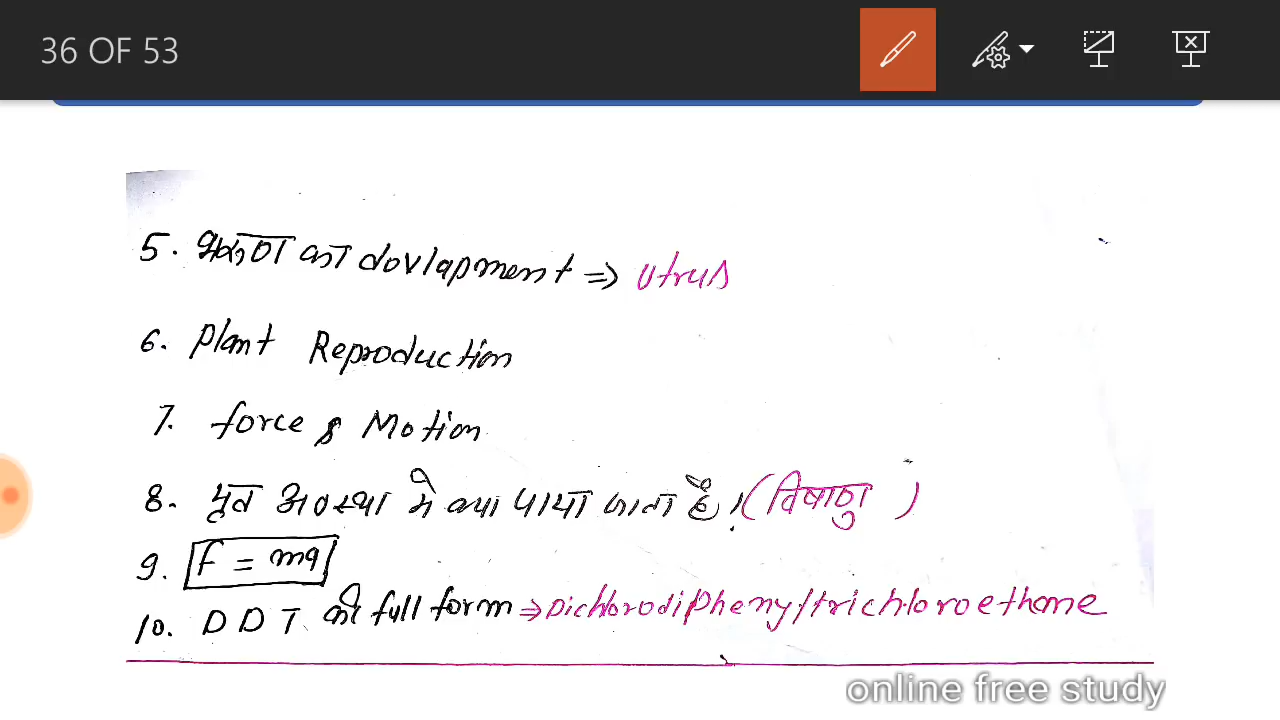 36 OF 53
5. भ्रूण का dovlapment ⇒ Utrus
6. Plant Reproduction
7. force & Motion
8. मृत अवस्था मे क्या पाया जाता है। (विषाणु)
9. F = ma
10. DDT को full form ⇒ Dichlorodiphenyltrichloroethane
online free study